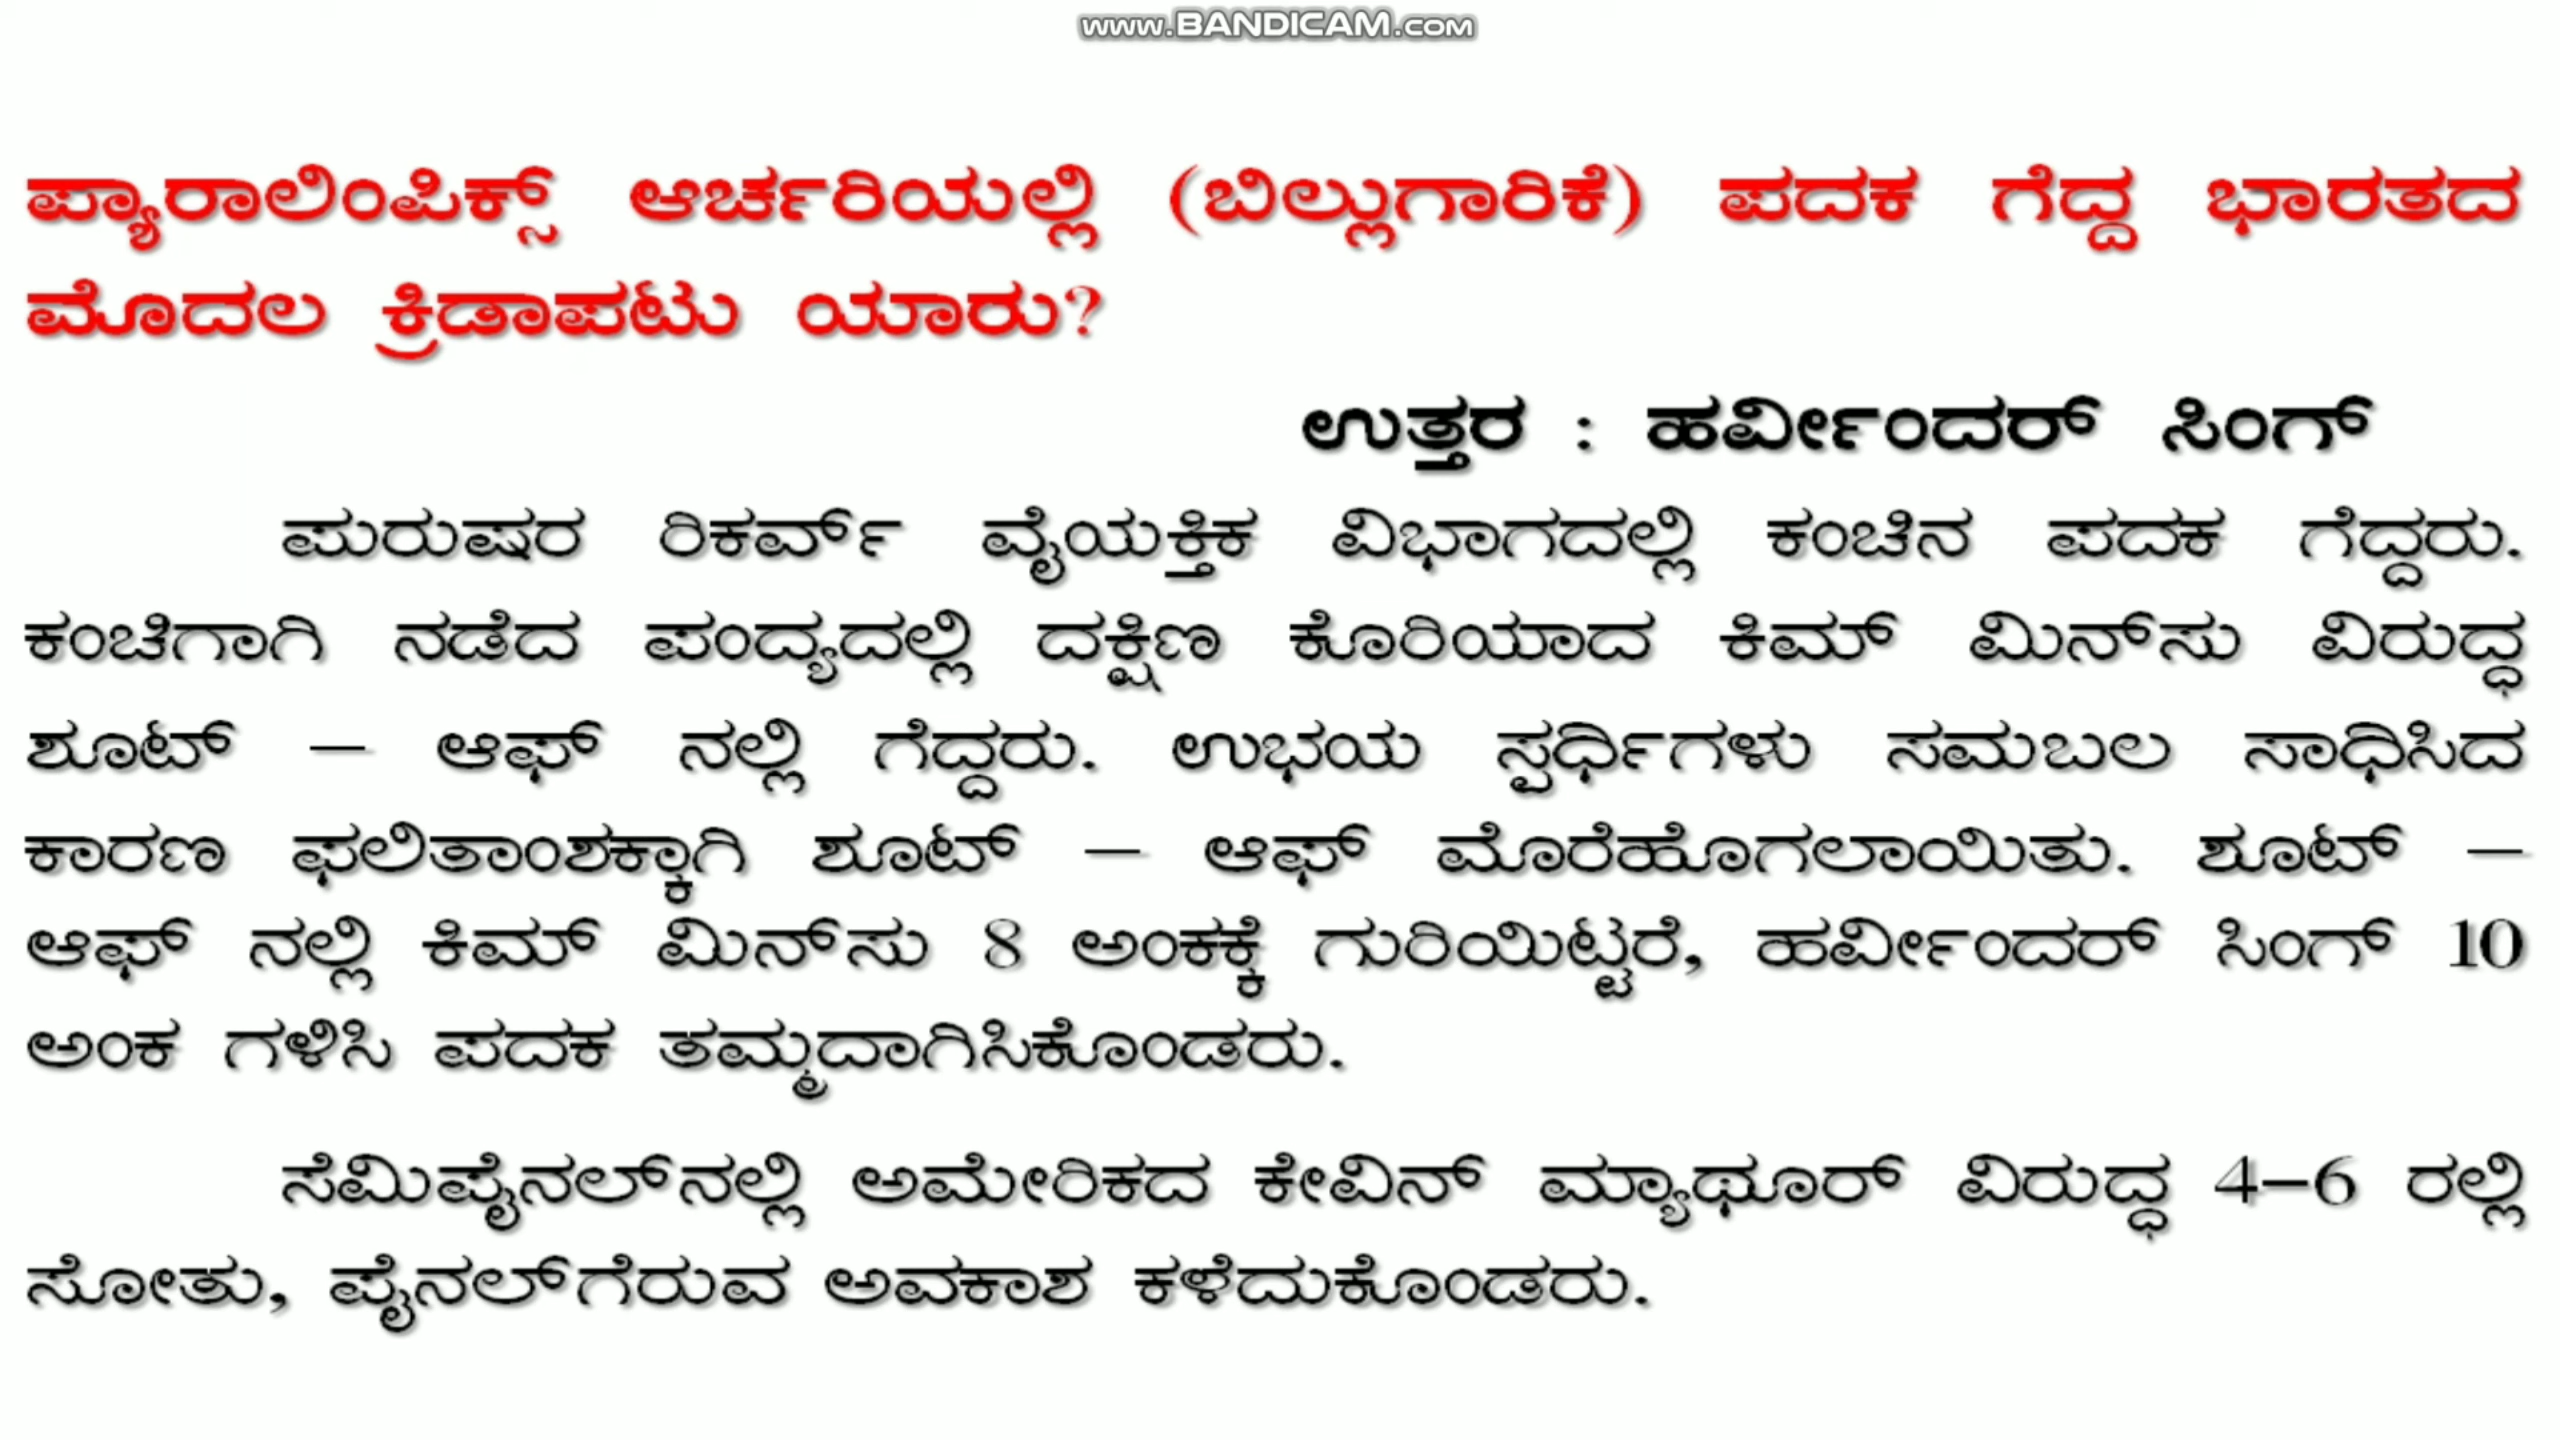 www.BANDICAM.com
ಪ್ಯಾರಾಲಿಂಪಿಕ್ಸ್ ಆರ್ಚರಿಯಲ್ಲಿ (ಬಿಲ್ಲುಗಾರಿಕೆ) ಪದಕ ಗೆದ್ದ ಭಾರತದ
ಮೊದಲ ಕ್ರಿಡಾಪಟು ಯಾರು?
ಉತ್ತರ : ಹರ್ವಿಂದರ್ ಸಿಂಗ್
ಪುರುಷರ ರಿಕರ್ವ್ ವೈಯಕ್ತಿಕ ವಿಭಾಗದಲ್ಲಿ ಕಂಚಿನ ಪದಕ ಗೆದ್ದರು.
ಕಂಚಿಗಾಗಿ ನಡೆದ ಪಂದ್ಯದಲ್ಲಿ ದಕ್ಷಿಣ ಕೊರಿಯಾದ ಕಿಮ್ ಮಿನ್‌ಸು ವಿರುದ್ಧ
ಶೂಟ್ – ಆಫ್ ನಲ್ಲಿ ಗೆದ್ದರು. ಉಭಯ ಸ್ಪರ್ಧಿಗಳು ಸಮಬಲ ಸಾಧಿಸಿದ
ಕಾರಣ ಫಲಿತಾಂಶಕ್ಕಾಗಿ ಶೂಟ್ – ಆಫ್ ಮೊರೆಹೊಗಲಾಯಿತು. ಶೂಟ್ –
ಆಫ್ ನಲ್ಲಿ ಕಿಮ್ ಮಿನ್‌ಸು 8 ಅಂಕಕ್ಕೆ ಗುರಿಯಿಟ್ಟರೆ, ಹರ್ವಿಂದರ್ ಸಿಂಗ್ 10
ಅಂಕ ಗಳಿಸಿ ಪದಕ ತಮ್ಮದಾಗಿಸಿಕೊಂಡರು.
ಸೆಮಿಪೈನಲ್‌ನಲ್ಲಿ ಅಮೇರಿಕದ ಕೇವಿನ್ ಮ್ಯಾಥೂರ್ ವಿರುದ್ಧ 4–6 ರಲ್ಲಿ
ಸೋತು, ಪೈನಲ್‌ಗೆರುವ ಅವಕಾಶ ಕಳೆದುಕೊಂಡರು.